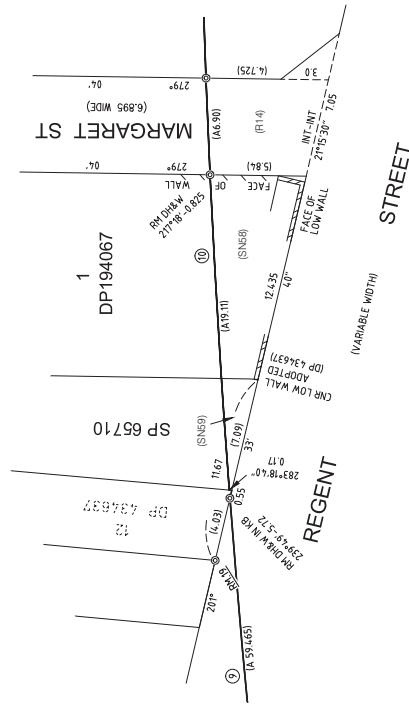 04'
279°
(6.895 WIDE)
MARGARET ST
04'
279°
(4.725)
3.0
(A6.90)
(R14)
(5.84)
INT-INT
21°15'30"
7.05
FACE
OF
WALL
RM DH&W
217°18'-0.825
10
(SN58)
FACE OF
LOW WALL
STREET
1
DP194067
(A19.11)
12.435
40"
(VARIABLE WIDTH)
CNR LOW WALL
ADOPTED
(DP 434637)
SP 65710
(SN59)
(7.09)
33'
11.67
283°18'40"
0.17
0.55
REGENT
12
DP 434637
(4.03)
RM DH&W IN KB
239°49'-5.72
RM 19
201°
(A 59.465)
9